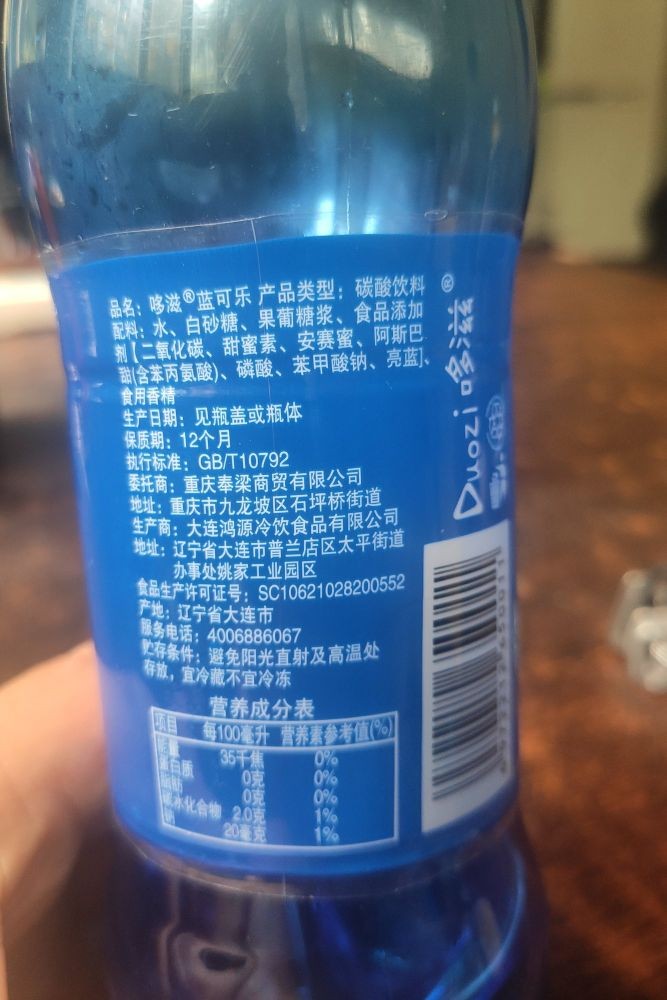 品名：哆滋®蓝可乐 产品类型：碳酸饮料
配料：水、白砂糖、果葡糖浆、食品添加
剂【二氧化碳、甜蜜素、安赛蜜、阿斯巴
甜(含苯丙氨酸)、磷酸、苯甲酸钠、亮蓝]、
食用香精
生产日期：见瓶盖或瓶体
保质期：12个月
执行标准：GB/T10792
委托商：重庆奉梁商贸有限公司
地址：重庆市九龙坡区石坪桥街道
生产商：大连鸿源冷饮食品有限公司
地址：辽宁省大连市普兰店区太平街道
办事处姚家工业园区
食品生产许可证号：SC10621028200552
产地：辽宁省大连市
服务电话：4006886067
贮存条件：避免阳光直射及高温处
存放，宜冷藏不宜冷冻
营养成分表
项目 每100毫升 营养素参考值(%)
能量 35千焦 0%
蛋白质 0克 0%
脂肪 0克 0%
碳水化合物 2.0克 1%
钠 20毫克 1%
Duozi 哆滋®